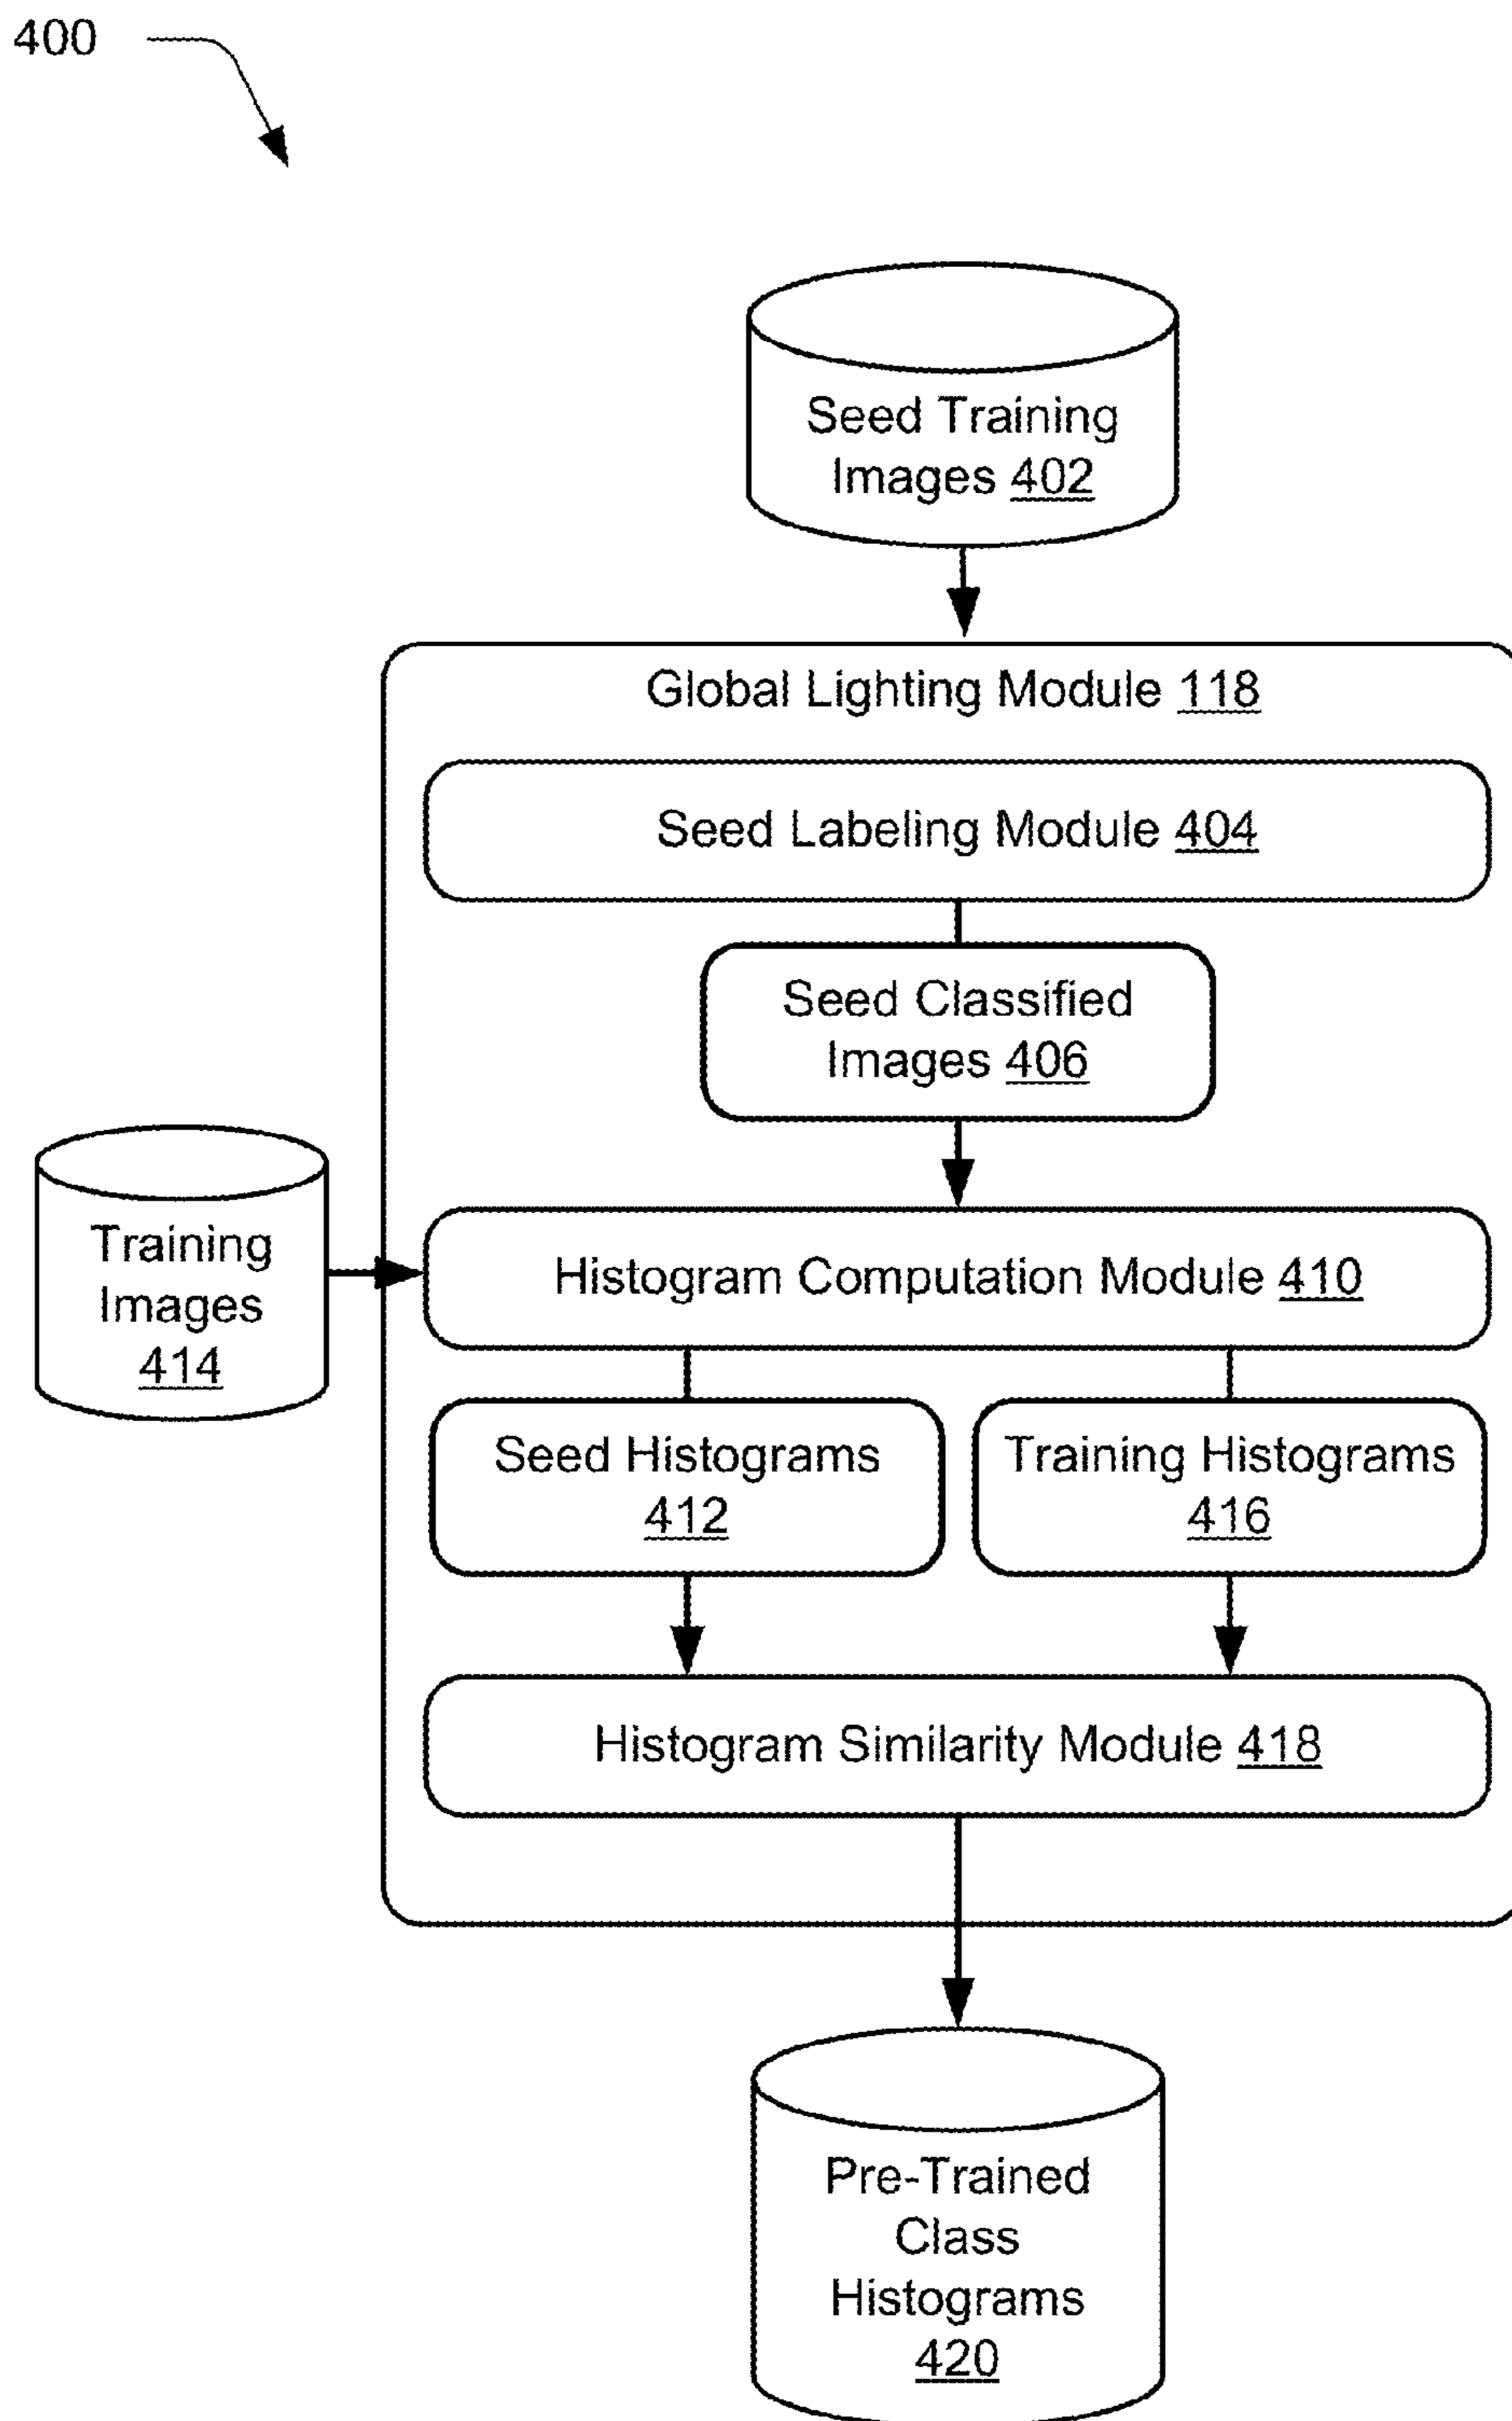 400
Seed Training
Images 402
Global Lighting Module 118
Seed Labeling Module 404
Seed Classified
Images 406
Training
Images
414
Histogram Computation Module 410
Seed Histograms
412
Training Histograms
416
Histogram Similarity Module 418
Pre-Trained
Class
Histograms
420